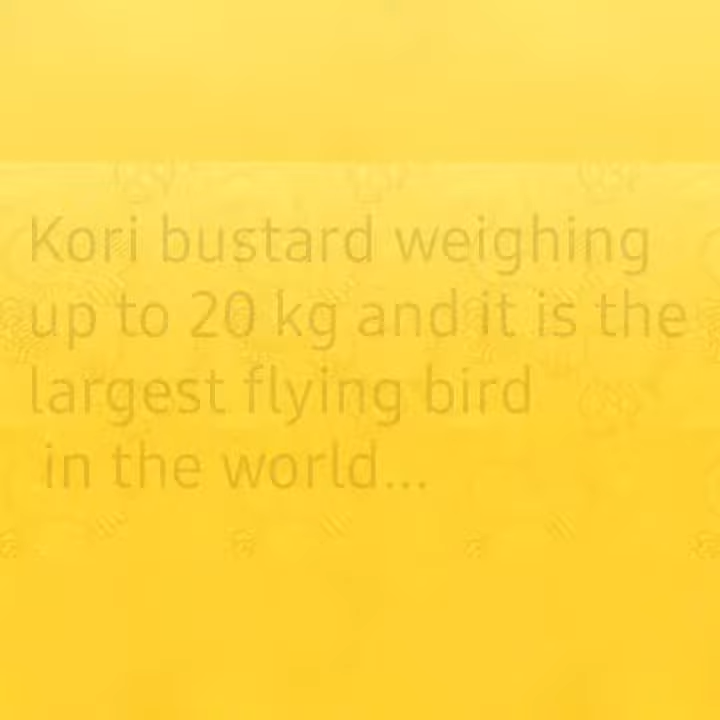 Kori bustard weighing
up to 20 kg and it is the
largest flying bird
in the world...